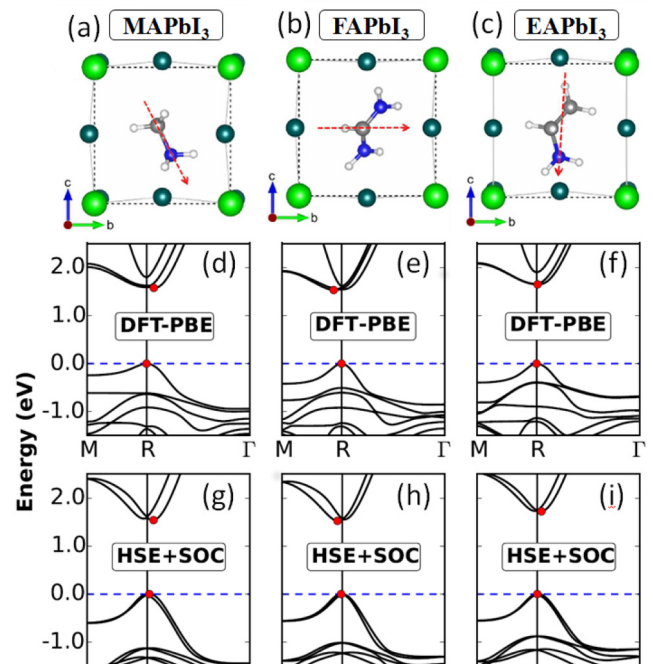 (a) MAPbI3 (b) FAPbI3 (c) EAPbI3
c c c
b b b
Energy (eV)
2.0 (d) (e) (f)
1.0
DFT-PBE DFT-PBE DFT-PBE
0.0
-1.0
M R Γ M R Γ M R Γ
2.0 (g) (h) (i)
1.0
HSE+SOC HSE+SOC HSE+SOC
0.0
-1.0